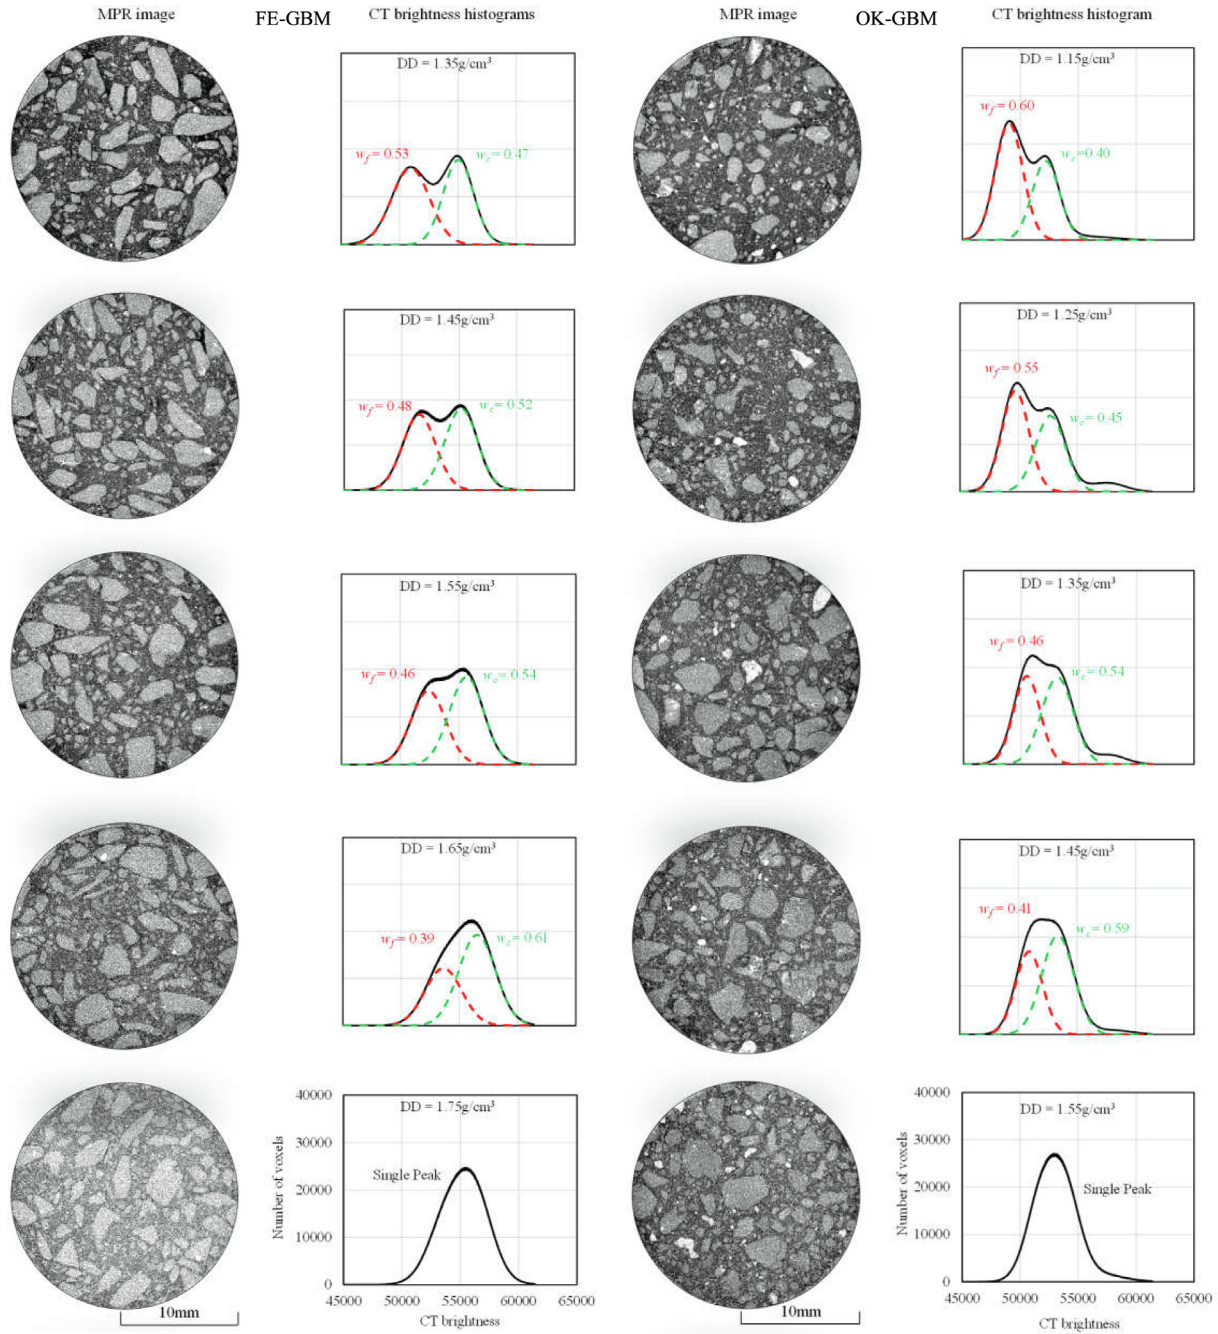 MPR image FE-GBM CT brightness histograms MPR image OK-GBM CT brightness histogram
DD = 1.35g/cm³
w_f = 0.53
w_c = 0.47
DD = 1.15g/cm³
w_f = 0.60
w_c = 0.40
DD = 1.45g/cm³
w_f = 0.48
w_c = 0.52
DD = 1.25g/cm³
w_f = 0.55
w_c = 0.45
DD = 1.55g/cm³
w_f = 0.46
w_c = 0.54
DD = 1.35g/cm³
w_f = 0.46
w_c = 0.54
DD = 1.65g/cm³
w_f = 0.39
w_c = 0.61
DD = 1.45g/cm³
w_f = 0.41
w_c = 0.59
40000
30000
20000
10000
0
Number of voxels
DD = 1.75g/cm³
Single Peak
45000 50000 55000 60000 65000
CT brightness
10mm
40000
30000
20000
10000
0
Number of voxels
DD = 1.55g/cm³
Single Peak
45000 50000 55000 60000 65000
CT brightness
10mm